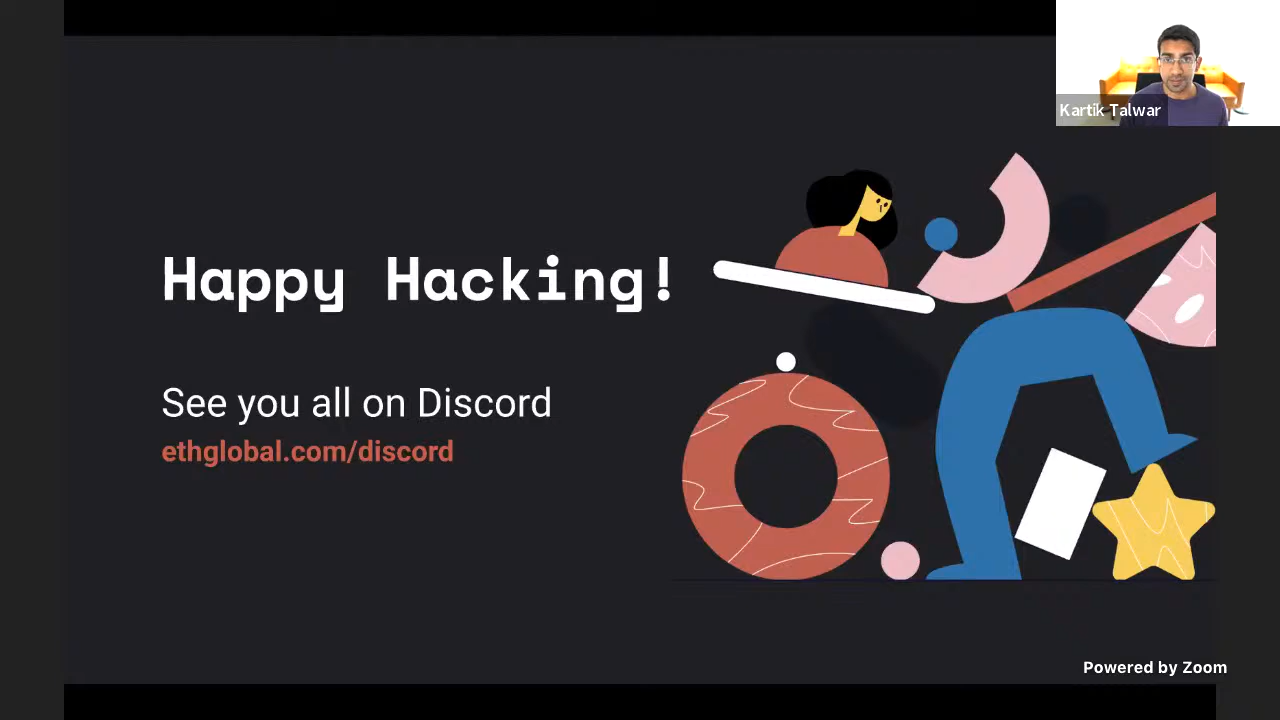 Kartik Talwar
Happy Hacking!
See you all on Discord
ethglobal.com/discord
Powered by Zoom